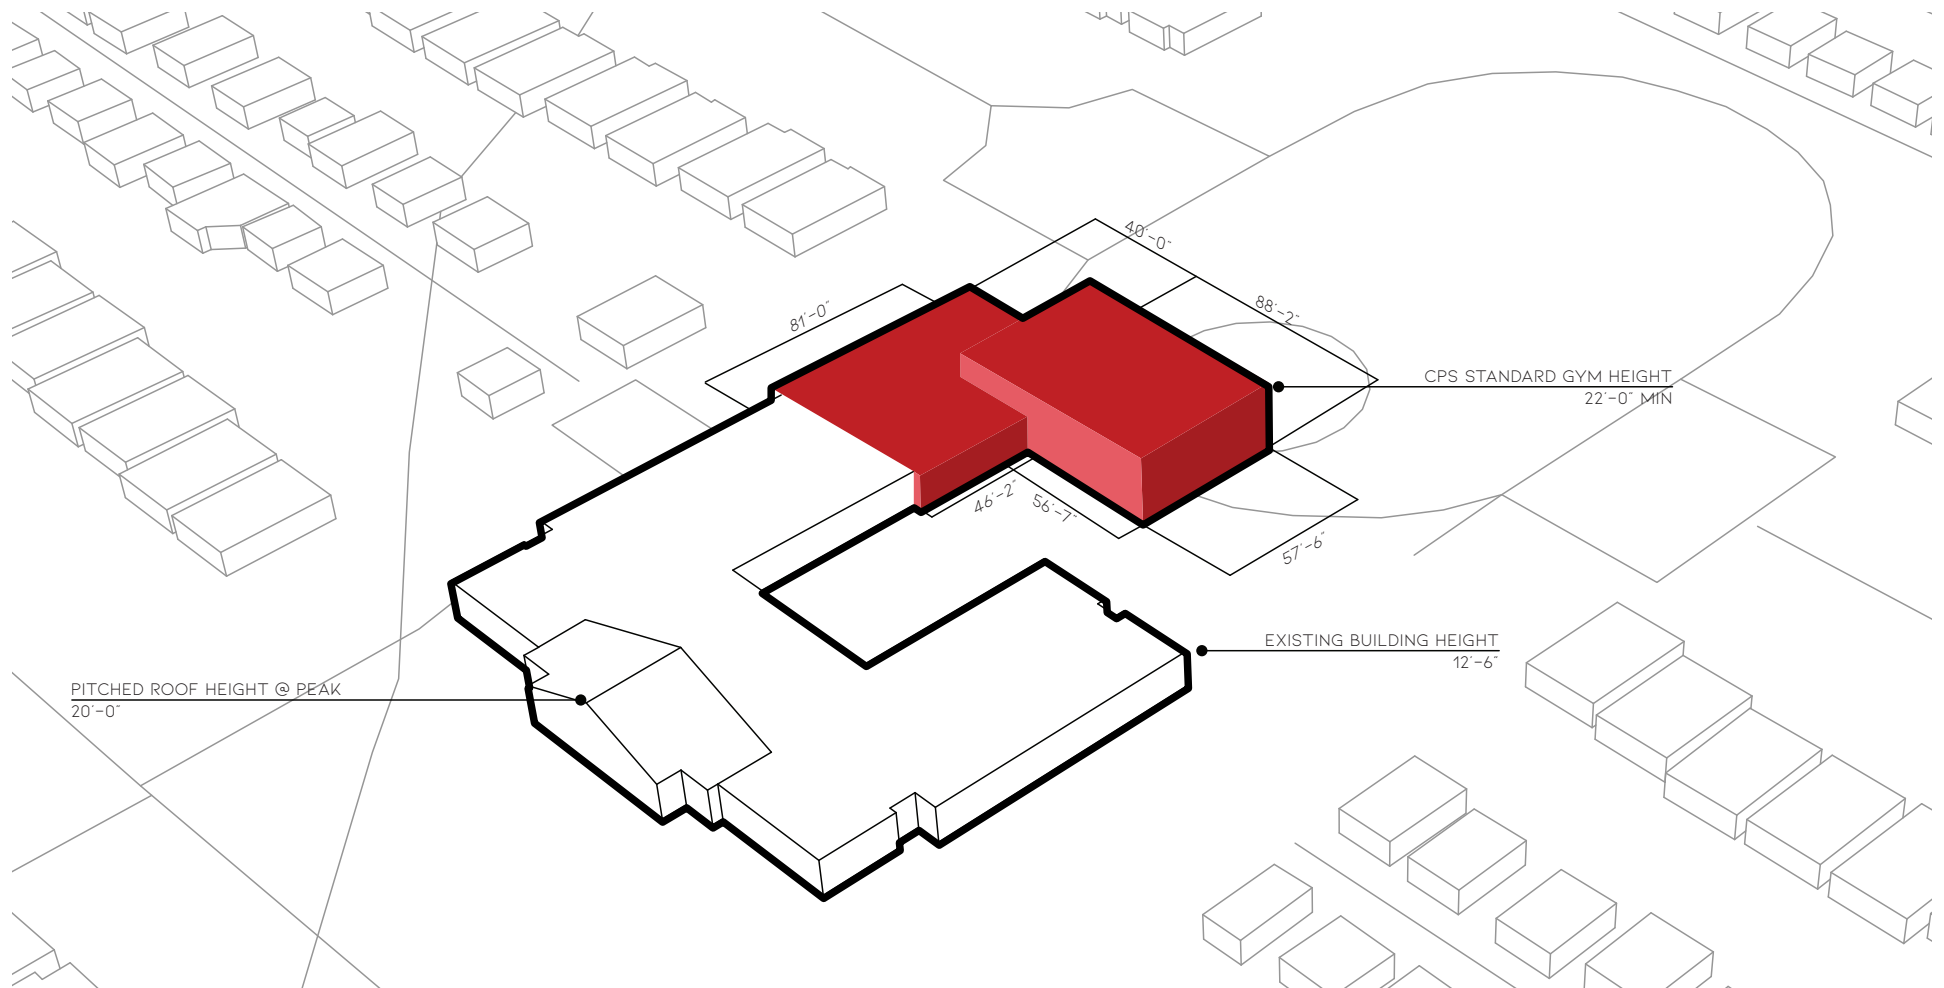 40'-0"
88'-2"
81'-0"
CPS STANDARD GYM HEIGHT
22'-0" MIN
46'-2"
56'-7"
57'-6"
EXISTING BUILDING HEIGHT
12'-6"
PITCHED ROOF HEIGHT @ PEAK
20'-0"